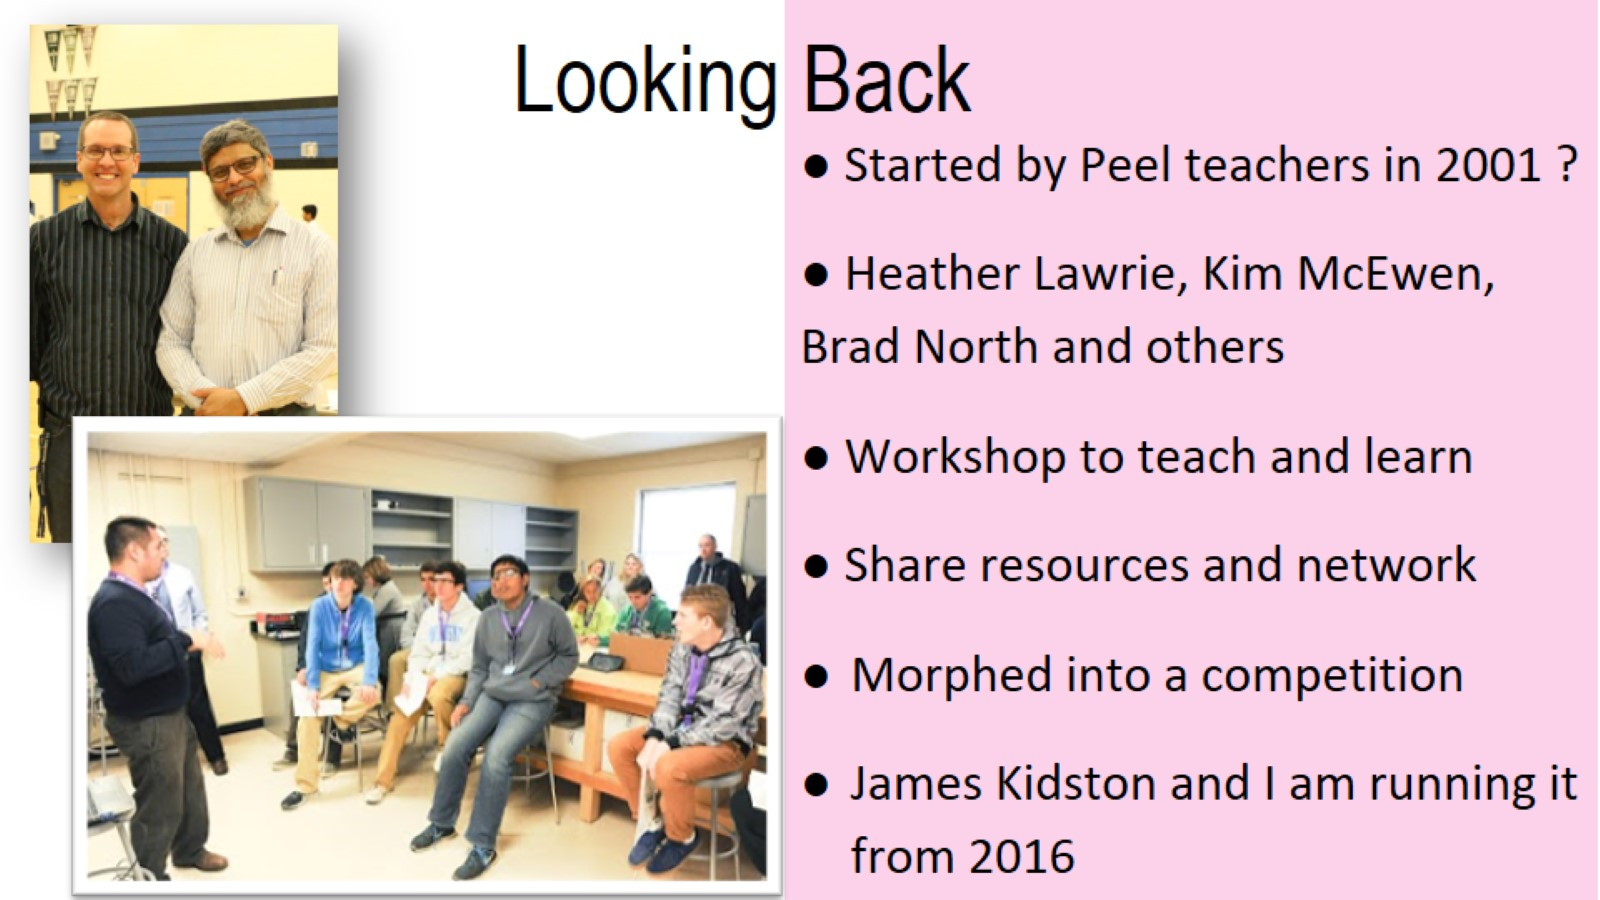 Looking Back
● Started by Peel teachers in 2001 ?
● Heather Lawrie, Kim McEwen,
Brad North and others
● Workshop to teach and learn
● Share resources and network
● Morphed into a competition
● James Kidston and I am running it
from 2016